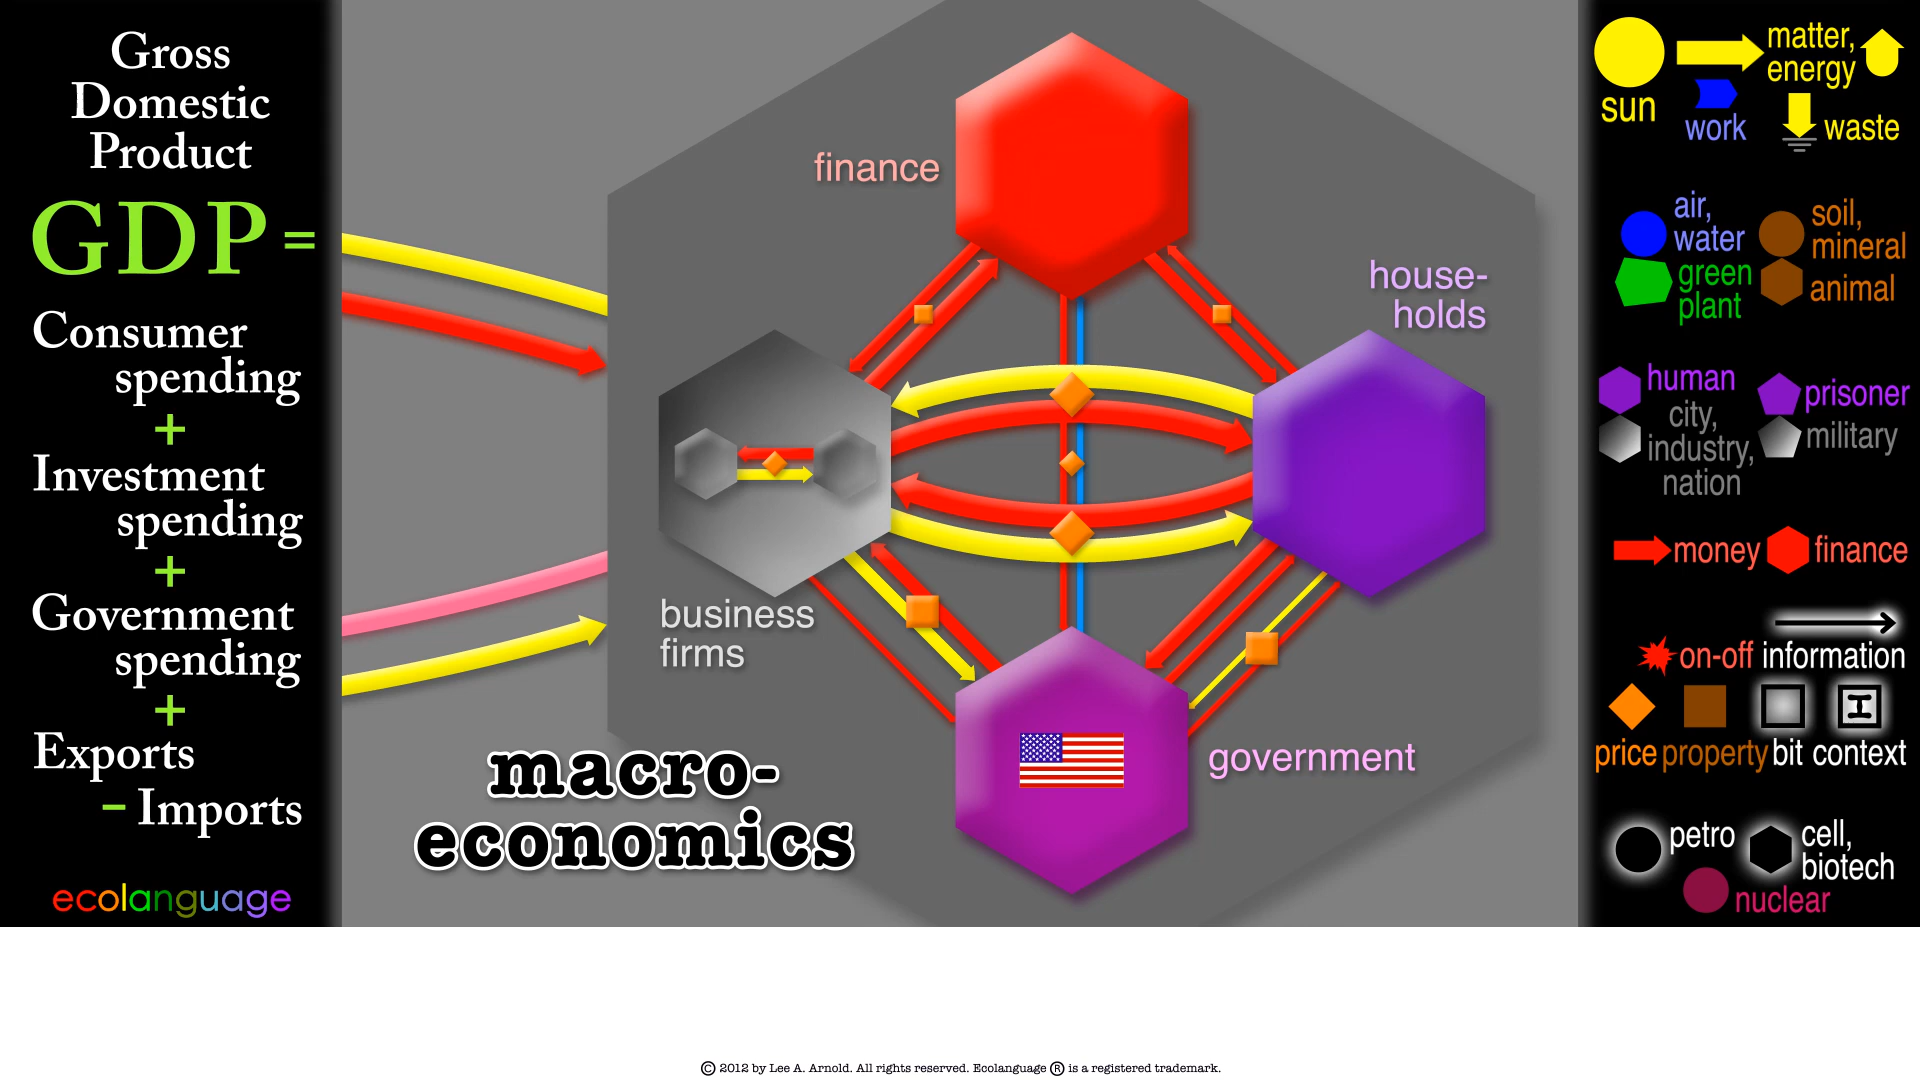 Gross
Domestic
Product
GDP =
Consumer
spending
+
Investment
spending
+
Government
spending
+
Exports
- Imports
ecolanguage
finance
house-
holds
business
firms
government
macro-
economics
sun
matter,
energy
work
waste
air,
water
soil,
mineral
green
plant
animal
human
prisoner
city,
industry,
nation
military
money
finance
on-off
information
price
property
bit
context
petro
cell,
biotech
nuclear
© 2012 by Lee A. Arnold. All rights reserved. Ecolanguage ® is a registered trademark.